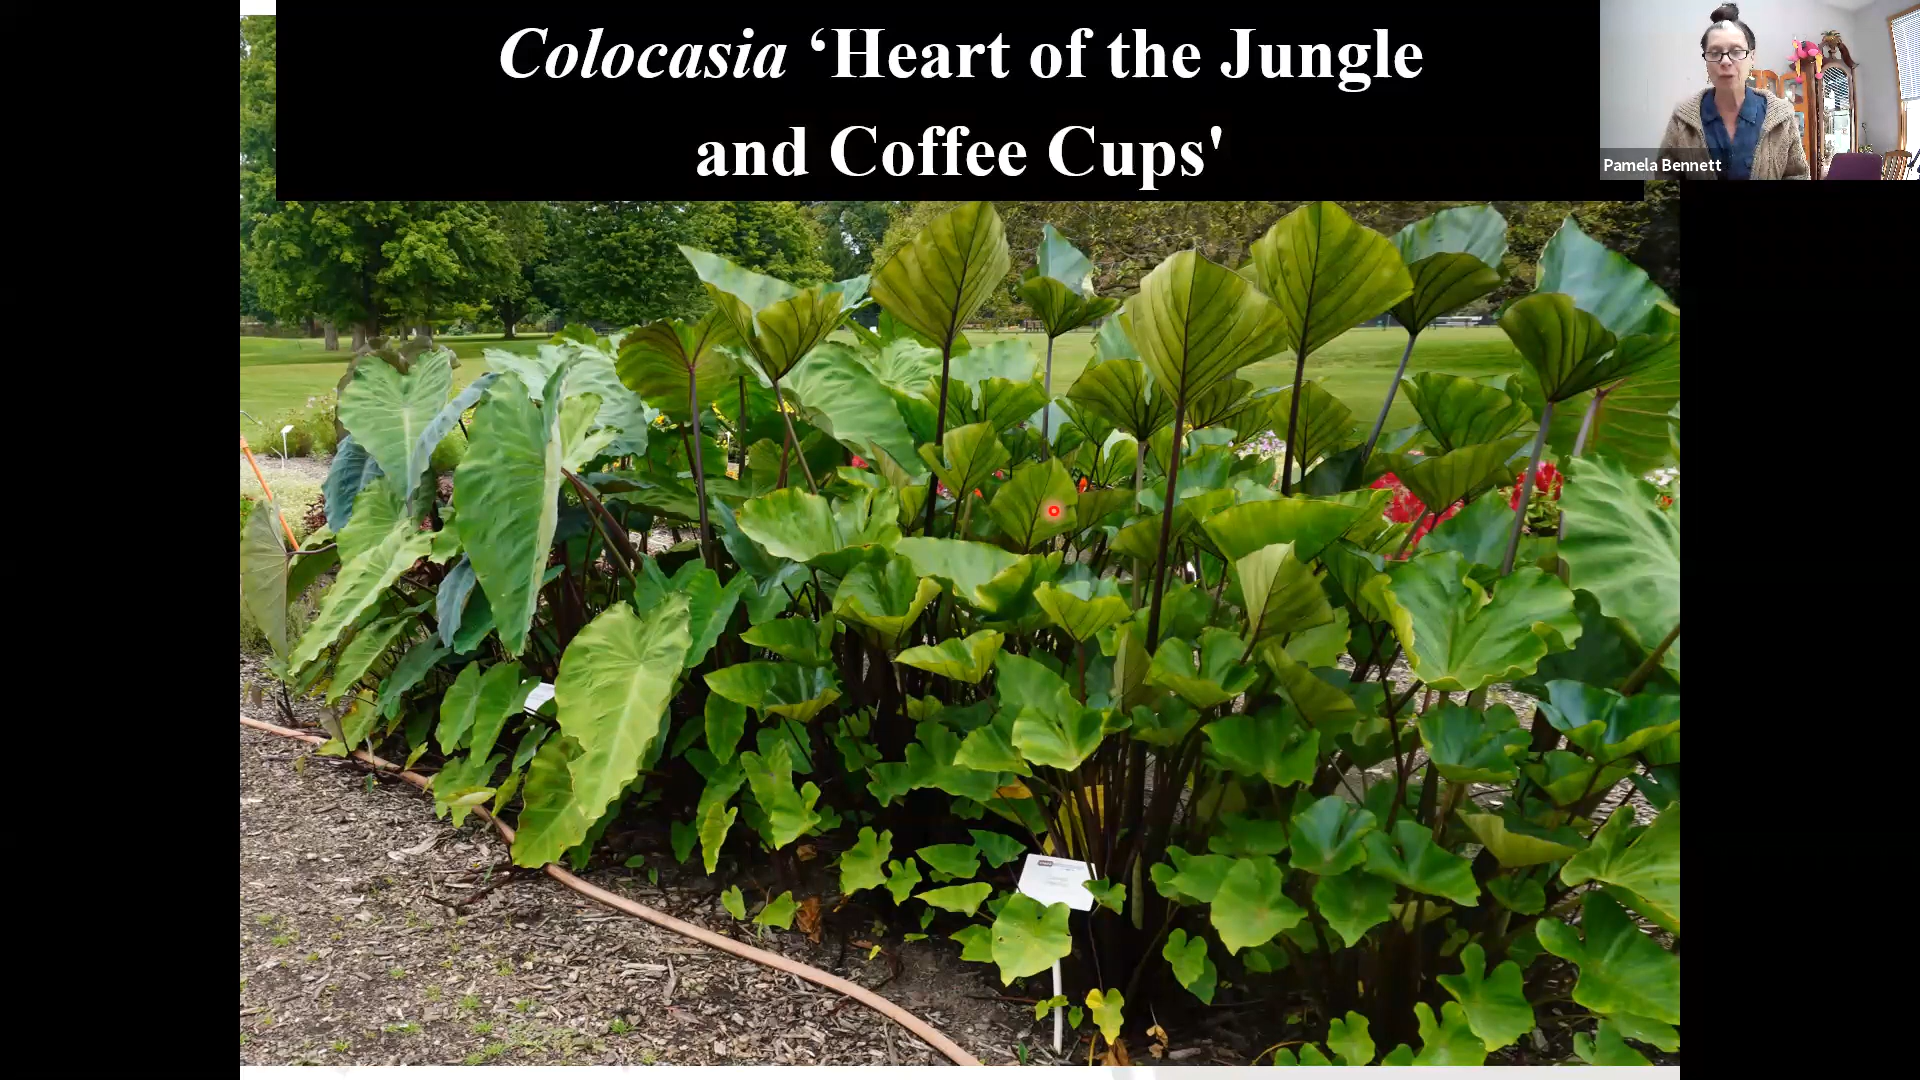 Colocasia ‘Heart of the Jungle
and Coffee Cups'
Pamela Bennett